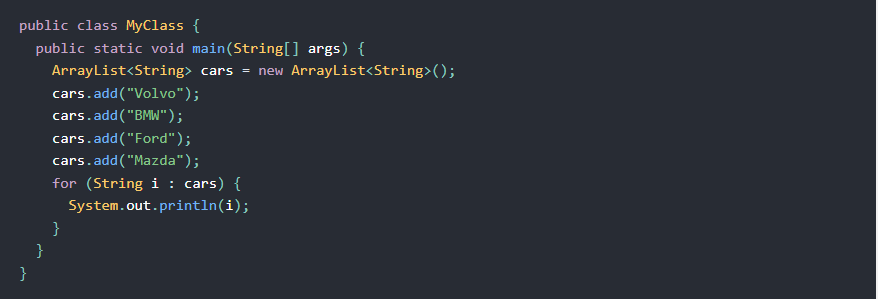 public class MyClass {
  public static void main(String[] args) {
    ArrayList<String> cars = new ArrayList<String>();
    cars.add("Volvo");
    cars.add("BMW");
    cars.add("Ford");
    cars.add("Mazda");
    for (String i : cars) {
      System.out.println(i);
    }
  }
}